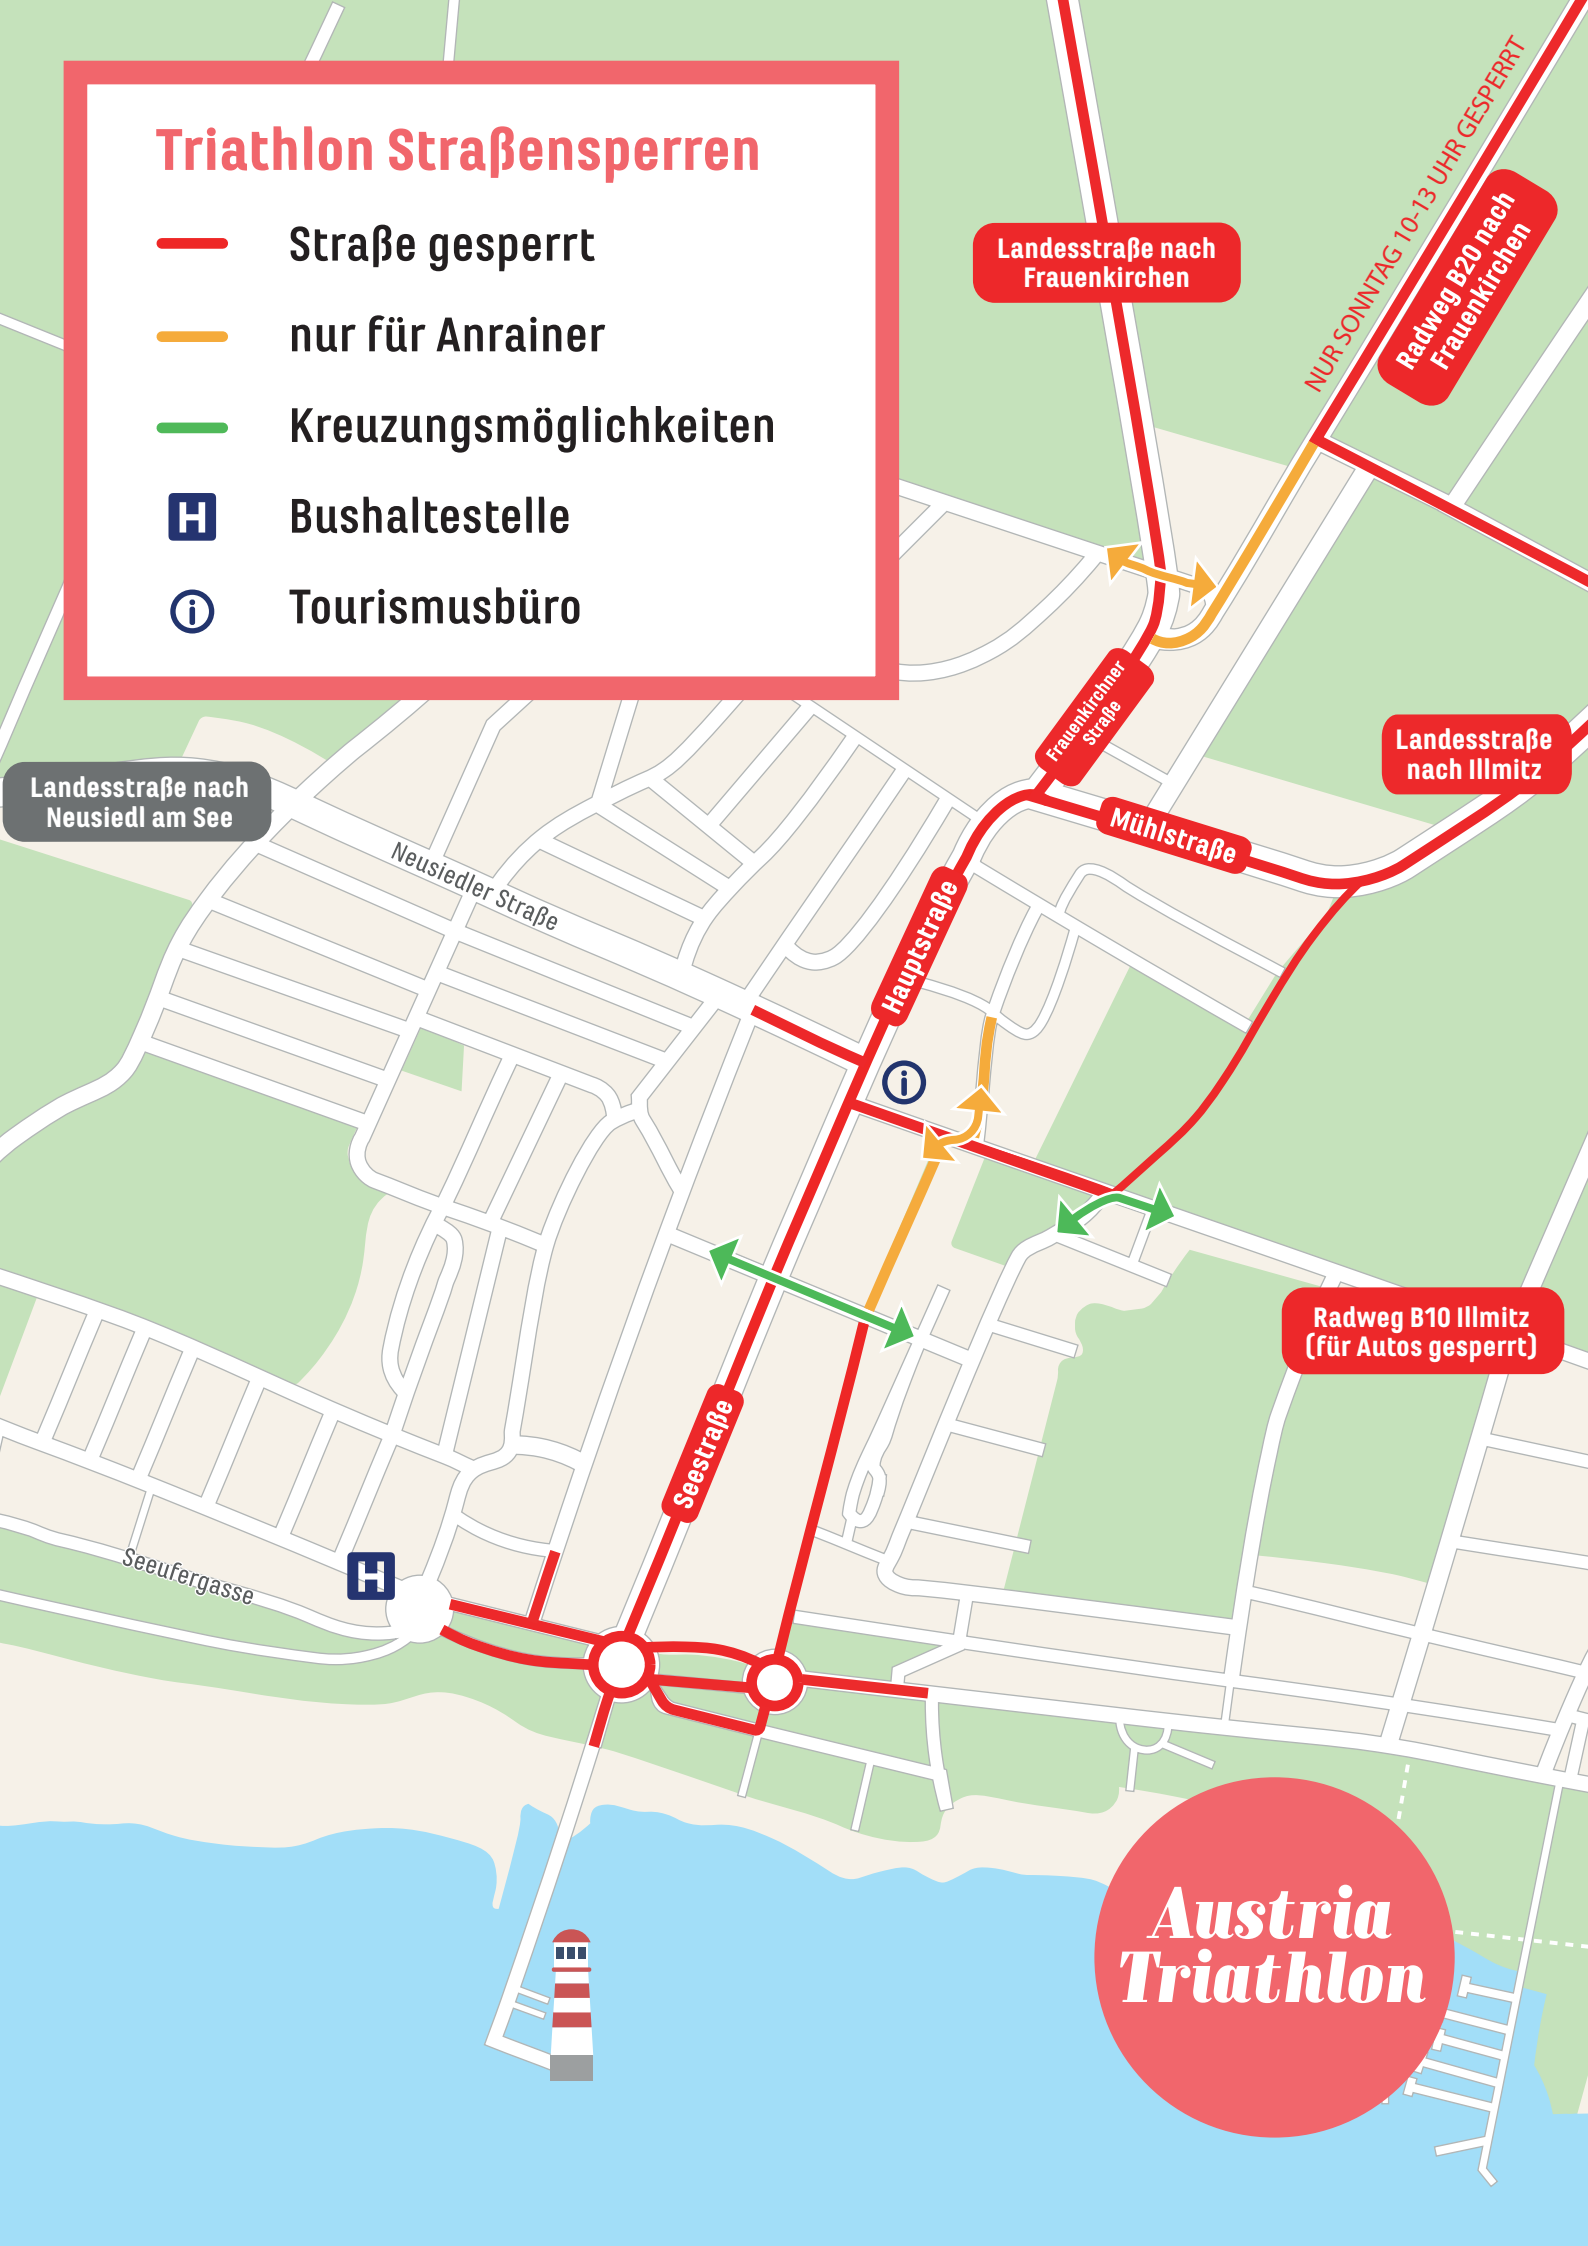 Triathlon Straßensperren
Straße gesperrt
nur für Anrainer
Kreuzungsmöglichkeiten
H
Bushaltestelle
i
Tourismusbüro
Landesstraße nach
Frauenkirchen
NUR SONNTAG 10-13 UHR GESPERRT
Radweg B20 nach
Frauenkirchen
Frauenkirchner
Straße
Landesstraße
nach Illmitz
Landesstraße nach
Neusiedl am See
Mühlstraße
Neusiedler Straße
Hauptstraße
i
Radweg B10 Illmitz
(für Autos gesperrt)
Seestraße
Seeufergasse
H
Austria
Triathlon